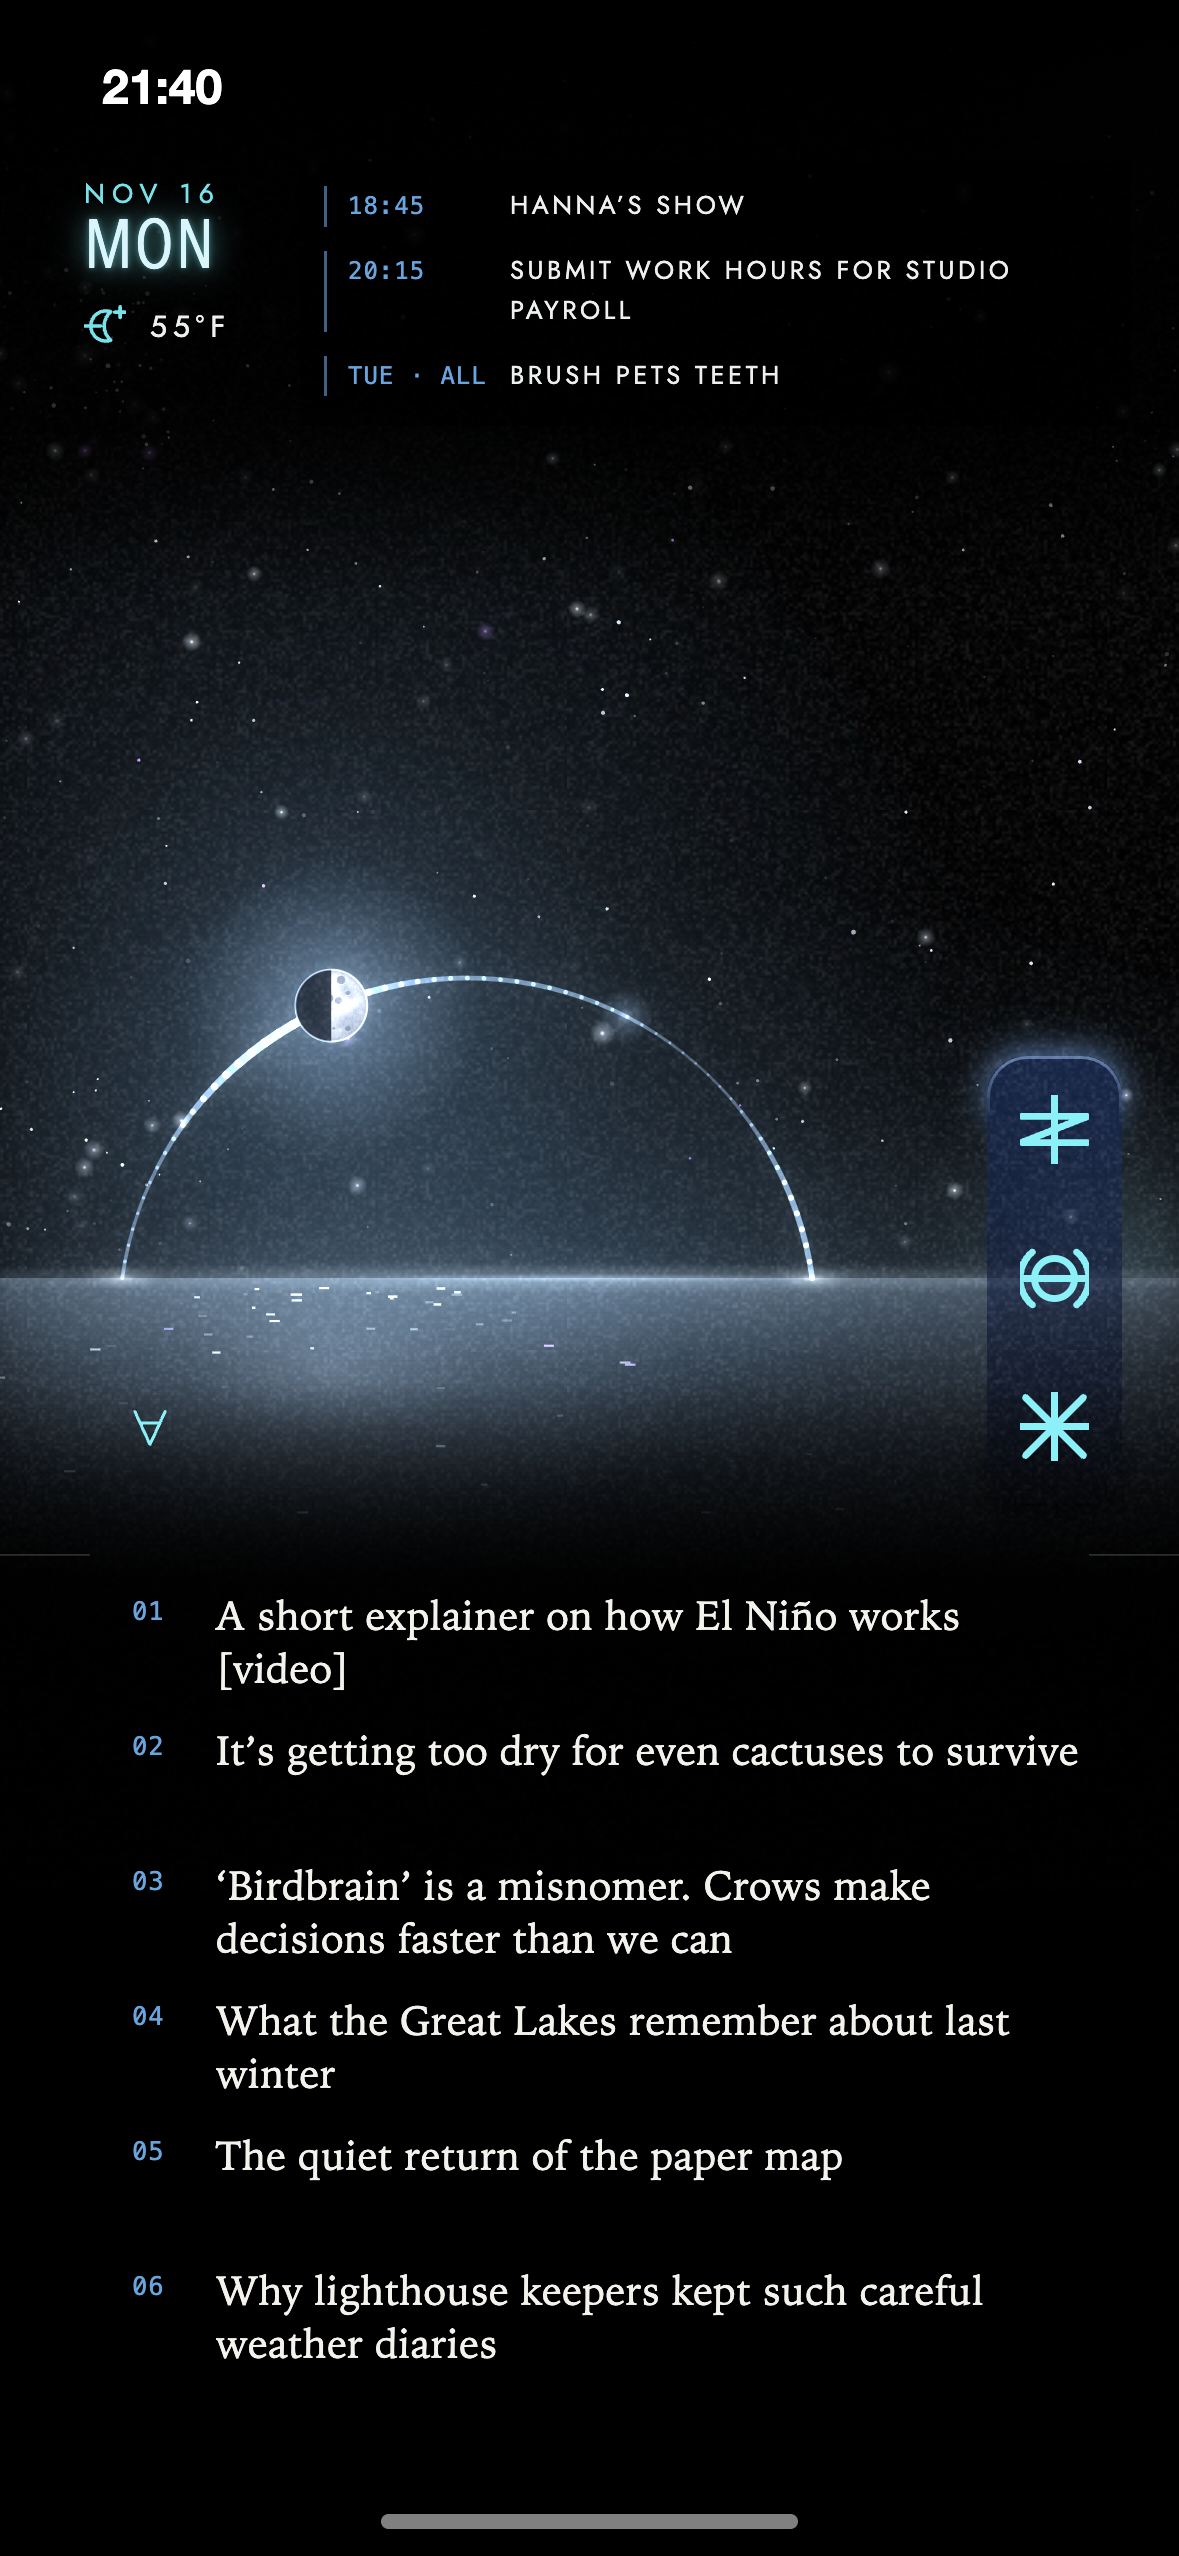 21:40
NOV 16
MON
55°F
18:45 HANNA’S SHOW
20:15 SUBMIT WORK HOURS FOR STUDIO
PAYROLL
TUE · ALL BRUSH PETS TEETH
01 A short explainer on how El Niño works
[video]
02 It’s getting too dry for even cactuses to survive
03 ‘Birdbrain’ is a misnomer. Crows make
decisions faster than we can
04 What the Great Lakes remember about last
winter
05 The quiet return of the paper map
06 Why lighthouse keepers kept such careful
weather diaries